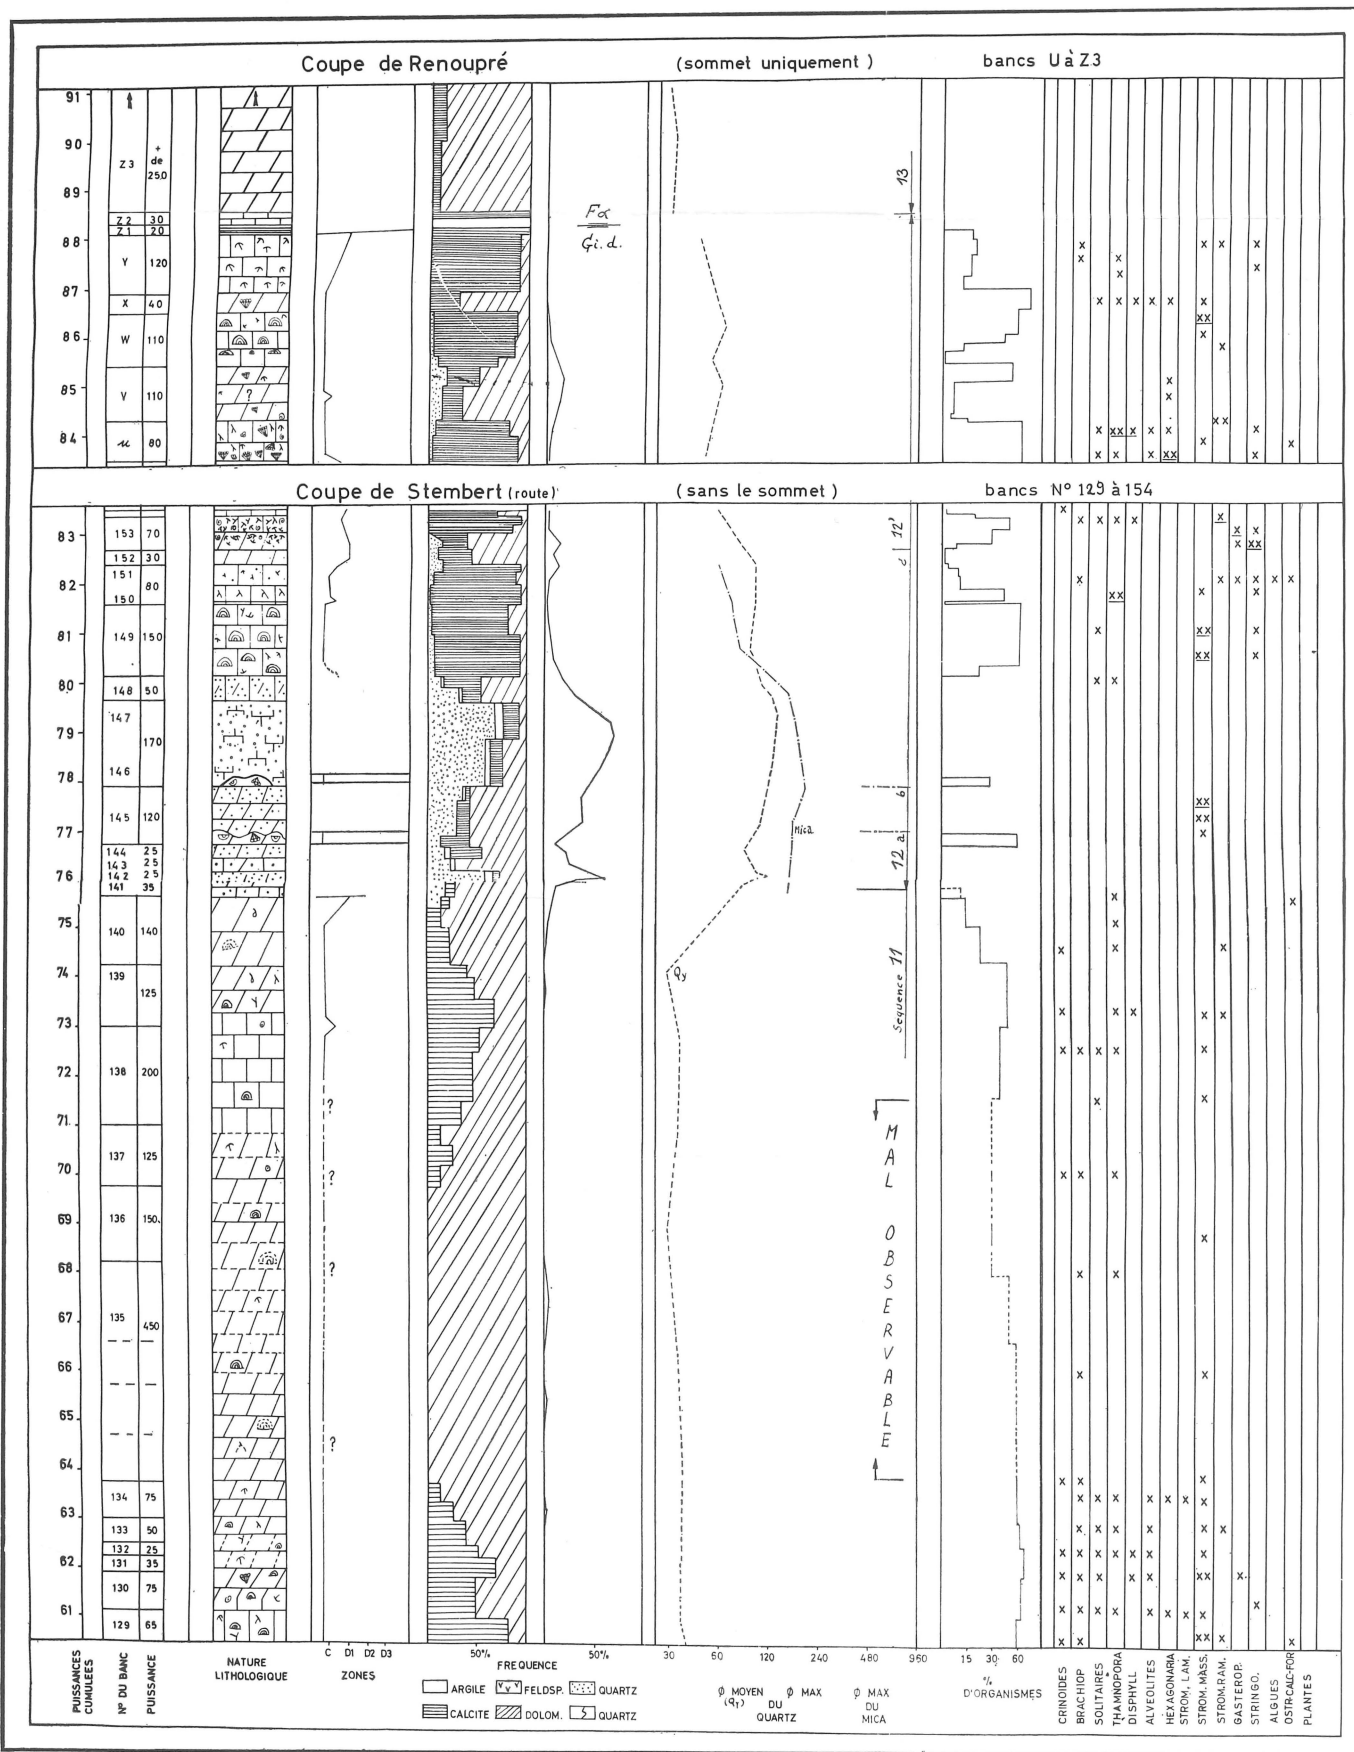 Coupe de Renoupré (sommet uniquement) bancs U à Z3
91
90
Z3 + de 250
89
13
Z2 30
Fα
Z1 20
88
Gi.d.
Y 120
87
X 40
86
W 110
85
V 110
?
84
u 80
Coupe de Stembert (route) (sans le sommet) bancs N° 129 à 154
83
153 70
12'
c
152 30
82
151
80
150
81
149 150
80
148 50
147
79
170
78
146
b
145 120
77
Mica
12 a
144 25
143 25
76
142 25
141 35
75
140 140
74
139
Qy
Sequence 11
125
73
72
138 200
?
71
MAL OBSERVABLE
137 125
70
?
69
136 150
68
?
67
135
450
66
65
?
64
134 75
63
133 50
132 25
62
131 35
130 75
61
129 65
PUISSANCES CUMULEES
N° DU BANC
PUISSANCE
NATURE LITHOLOGIQUE
C D1 D2 D3
ZONES
50% 50%
FREQUENCE
ARGILE FELDSP. QUARTZ
CALCITE DOLOM. QUARTZ
30 60 120 240 480 960
ϕ MOYEN ϕ MAX
DU
QUARTZ
ϕ MAX
DU
MICA
15 30 60
%
D'ORGANISMES
CRINOIDES
BRACHIOP
SOLITAIRES
THAMNOPORA
DISPHYLL
ALVEOLITES
HEXAGONARIA
STROM. LAM.
STROM. MASS.
STROM. RAM.
GASTEROP.
STRINGO.
ALGUES
OSTR-CALC-FOR
PLANTES